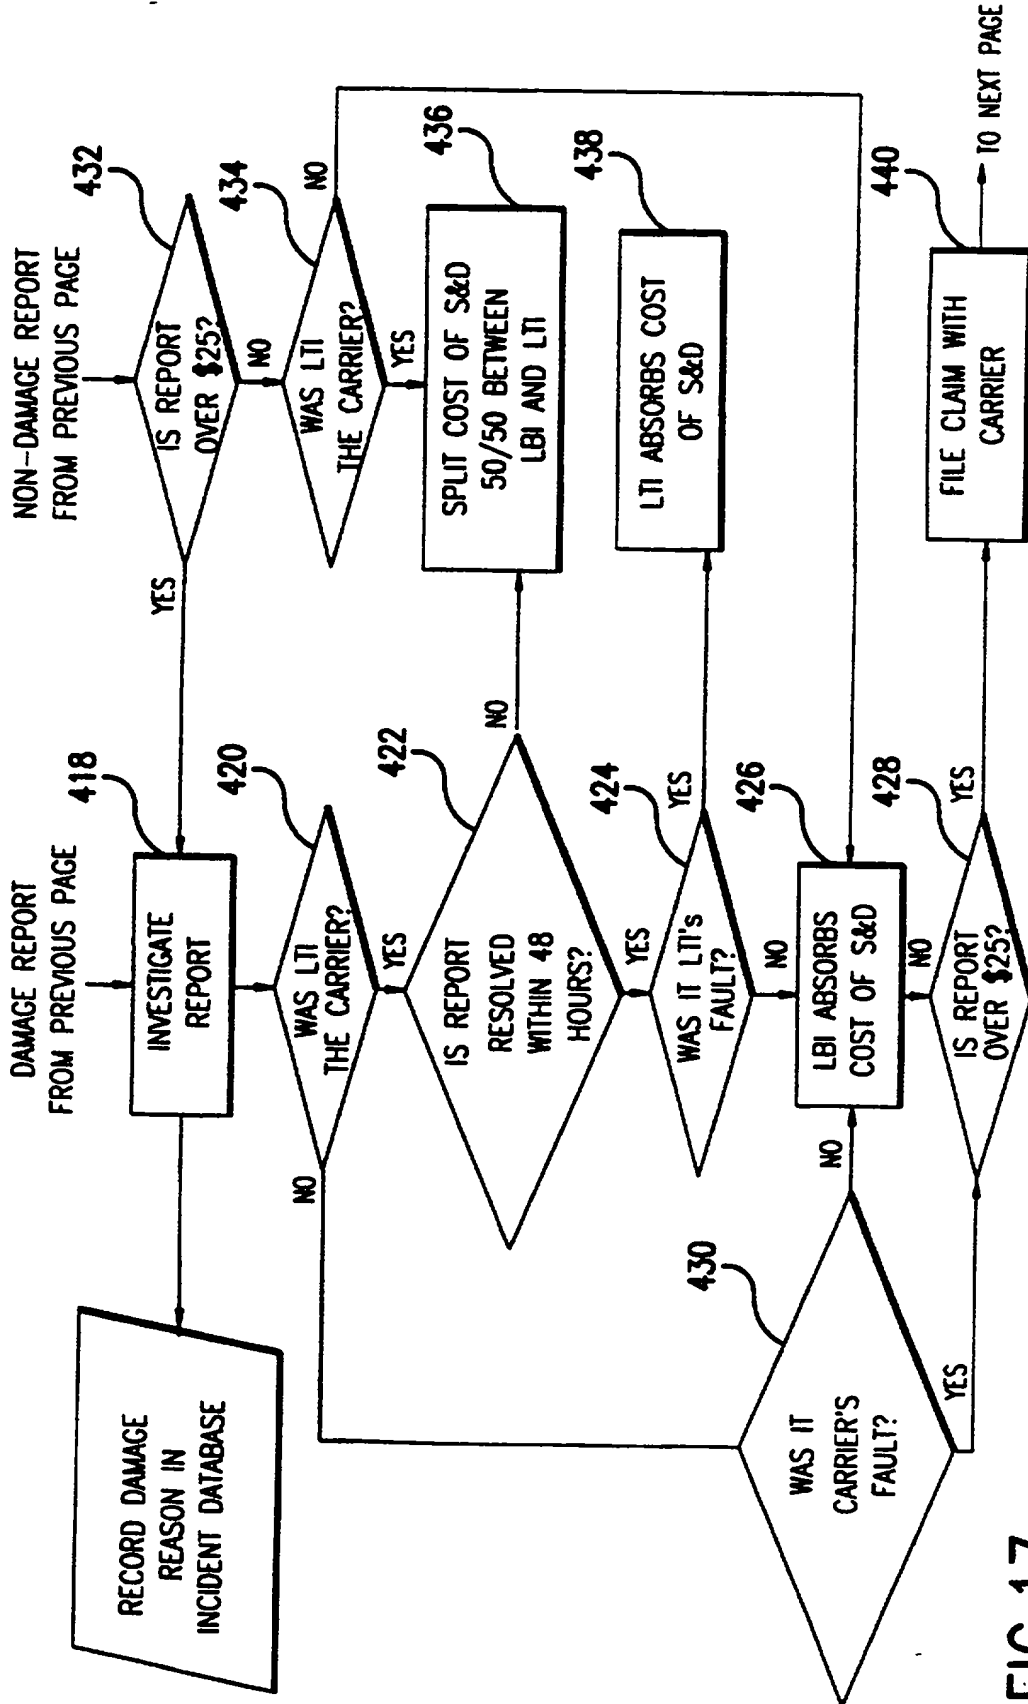 DAMAGE REPORT
FROM PREVIOUS PAGE
NON-DAMAGE REPORT
FROM PREVIOUS PAGE
RECORD DAMAGE
REASON IN
INCIDENT DATABASE
INVESTIGATE
REPORT
418
YES
IS REPORT
OVER $25?
432
NO
WAS LTI
THE CARRIER?
420
NO
YES
WAS LTI
THE CARRIER?
434
NO
YES
IS REPORT
RESOLVED
WITHIN 48
HOURS?
422
NO
YES
SPLIT COST OF S&D
50/50 BETWEEN
LBI AND LTI
436
WAS IT LTI's
FAULT?
424
YES
NO
LTI ABSORBS COST
OF S&D
438
WAS IT
CARRIER'S
FAULT?
430
NO
YES
LBI ABSORBS
COST OF S&D
426
NO
IS REPORT
OVER $25?
428
YES
FILE CLAIM WITH
CARRIER
440
TO NEXT PAGE
FIG.17